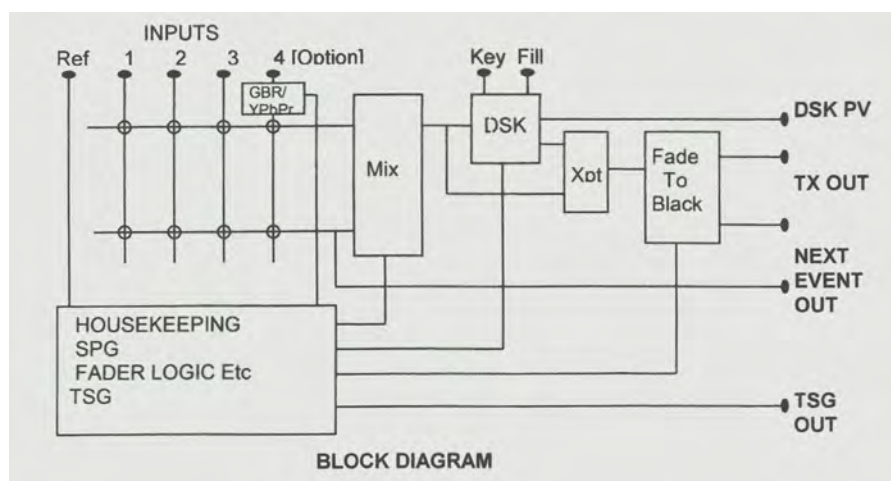 INPUTS
Ref 1 2 3 4 [Option]
Key Fill
GBR/
YPbPr
DSK
DSK PV
Mix
Xpt
Fade
To
Black
TX OUT
NEXT
EVENT
OUT
HOUSEKEEPING
SPG
FADER LOGIC Etc
TSG
TSG
OUT
BLOCK DIAGRAM